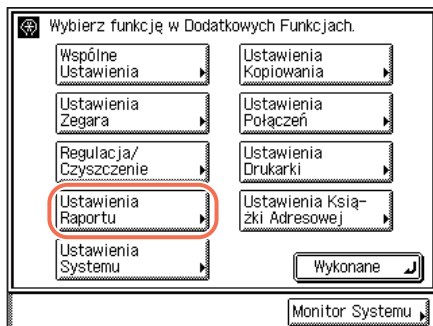 Wybierz funkcję w Dodatkowych Funkcjach.
Wspólne
Ustawienia
Ustawienia
Kopiowania
Ustawienia
Zegara
Ustawienia
Połączeń
Regulacja/
Czyszczenie
Ustawienia
Drukarki
Ustawienia
Raportu
Ustawienia Ksią-
żki Adresowej
Ustawienia
Systemu
Wykonane
Monitor Systemu